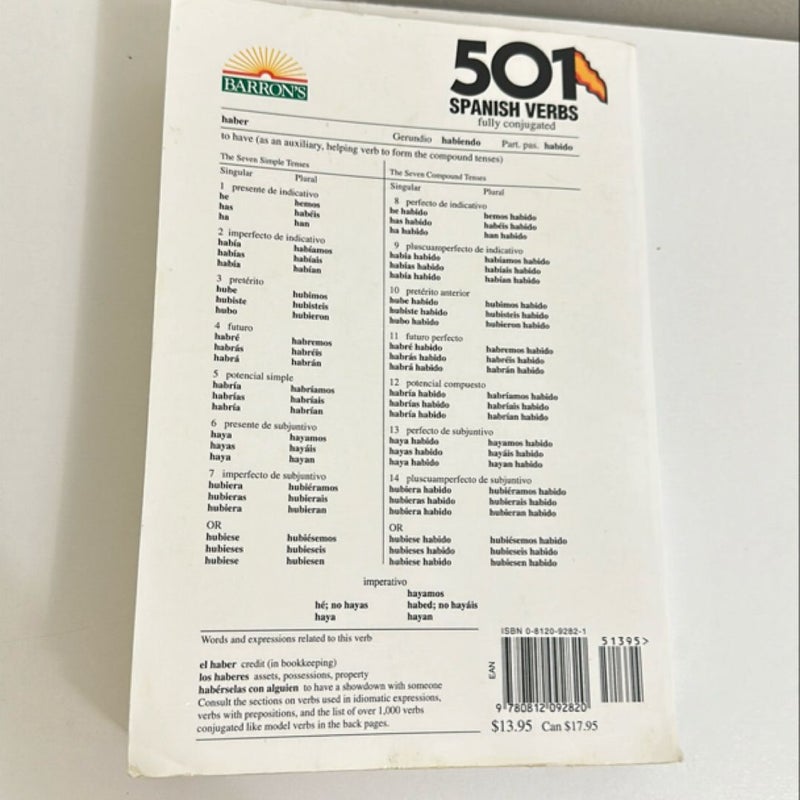 BARRON'S
501
SPANISH VERBS
fully conjugated
haber
Gerundio habiendo Part. pas. habido
to have (as an auxiliary, helping verb to form the compound tenses)
The Seven Simple Tenses
Singular Plural
1 presente de indicativo
he hemos
has habéis
ha han
2 imperfecto de indicativo
había habíamos
habías habíais
había habían
3 pretérito
hube hubimos
hubiste hubisteis
hubo hubieron
4 futuro
habré habremos
habrás habréis
habrá habrán
5 potencial simple
habría habríamos
habrías habríais
habría habrían
6 presente de subjuntivo
haya hayamos
hayas hayáis
haya hayan
7 imperfecto de subjuntivo
hubiera hubiéramos
hubieras hubierais
hubiera hubieran
OR
hubiese hubiésemos
hubieses hubieseis
hubiese hubiesen
The Seven Compound Tenses
Singular Plural
8 perfecto de indicativo
he habido hemos habido
has habido habéis habido
ha habido han habido
9 pluscuamperfecto de indicativo
había habido habíamos habido
habías habido habíais habido
había habido habían habido
10 pretérito anterior
hube habido hubimos habido
hubiste habido hubisteis habido
hubo habido hubieron habido
11 futuro perfecto
habré habido habremos habido
habrás habido habréis habido
habrá habido habrán habido
12 potencial compuesto
habría habido habríamos habido
habrías habido habríais habido
habría habido habrían habido
13 perfecto de subjuntivo
haya habido hayamos habido
hayas habido hayáis habido
haya habido hayan habido
14 pluscuamperfecto de subjuntivo
hubiera habido hubiéramos habido
hubieras habido hubierais habido
hubiera habido hubieran habido
OR
hubiese habido hubiésemos habido
hubieses habido hubieseis habido
hubiese habido hubiesen habido
imperativo
hayamos
hé; no hayas habed; no hayáis
haya hayan
Words and expressions related to this verb
el haber credit (in bookkeeping)
los haberes assets, possessions, property
habérselas con alguien to have a showdown with someone
Consult the sections on verbs used in idiomatic expressions,
verbs with prepositions, and the list of over 1,000 verbs
conjugated like model verbs in the back pages.
ISBN 0-8120-9282-1
51395>
EAN
9 780812 092820
$13.95 Can $17.95